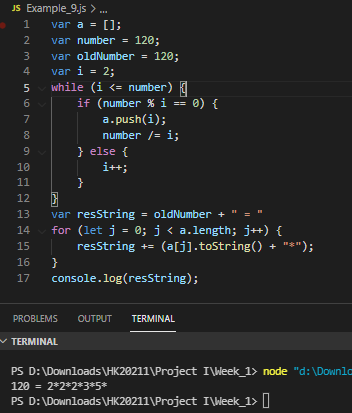 JS Example_9.js > ...
1 var a = [];
2 var number = 120;
3 var oldNumber = 120;
4 var i = 2;
5 while (i <= number) {
6     if (number % i == 0) {
7         a.push(i);
8         number /= i;
9     } else {
10         i++;
11     }
12 }
13 var resString = oldNumber + " = "
14 for (let j = 0; j < a.length; j++) {
15     resString += (a[j].toString() + "*");
16 }
17 console.log(resString);
PROBLEMS OUTPUT TERMINAL
TERMINAL
PS D:\Downloads\HK20211\Project I\Week_1> node "d:\Downlo
120 = 2*2*2*3*5*
PS D:\Downloads\HK20211\Project I\Week_1>